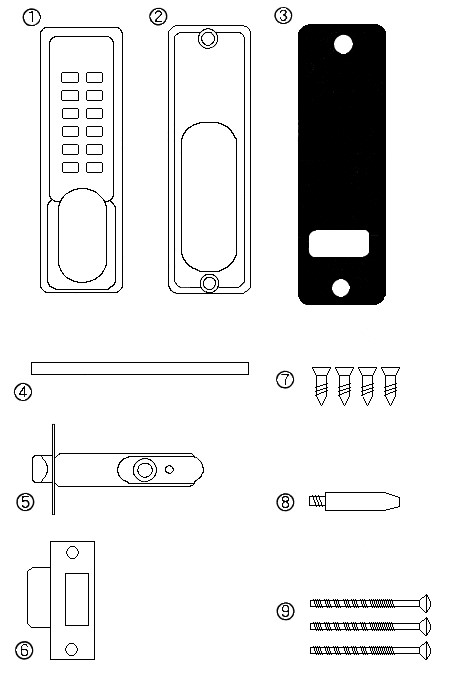 ① ② ③
④ ⑦
⑤ ⑧
⑥ ⑨